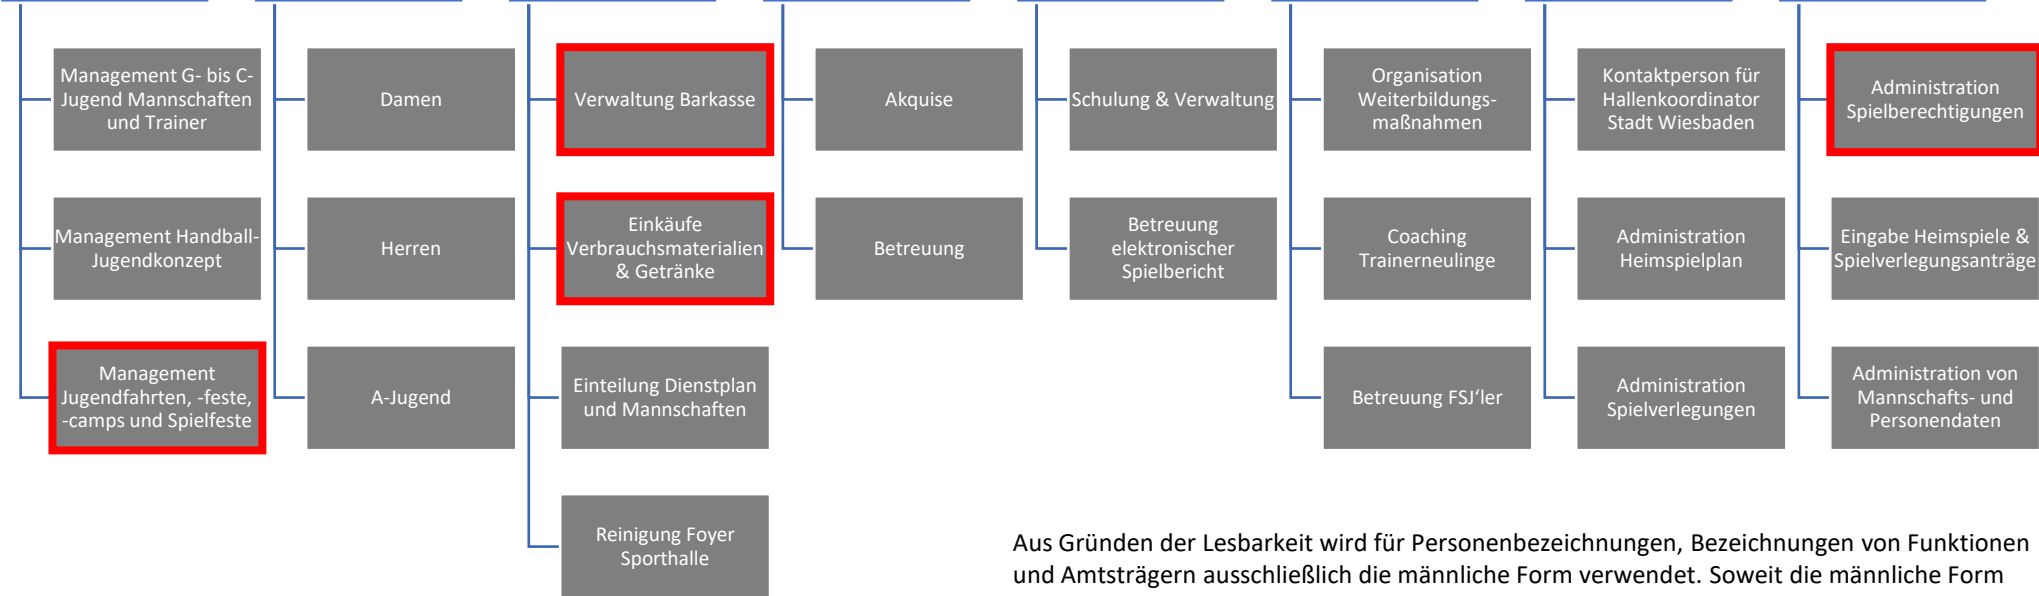 Management G- bis C-
Jugend Mannschaften
und Trainer
Management Handball-
Jugendkonzept
Management
Jugendfahrten, -feste,
-camps und Spielfeste
Damen
Herren
A-Jugend
Verwaltung Barkasse
Einkäufe
Verbrauchsmaterialien
& Getränke
Einteilung Dienstplan
und Mannschaften
Reinigung Foyer
Sporthalle
Akquise
Betreuung
Schulung & Verwaltung
Betreuung
elektronischer
Spielbericht
Organisation
Weiterbildungs-
maßnahmen
Coaching
Trainerneulinge
Betreuung FSJ‘ler
Kontaktperson für
Hallenkoordinator
Stadt Wiesbaden
Administration
Heimspielplan
Administration
Spielverlegungen
Administration
Spielberechtigungen
Eingabe Heimspiele &
Spielverlegungsanträge
Administration von
Mannschafts- und
Personendaten
Aus Gründen der Lesbarkeit wird für Personenbezeichnungen, Bezeichnungen von Funktionen
und Amtsträgern ausschließlich die männliche Form verwendet. Soweit die männliche Form